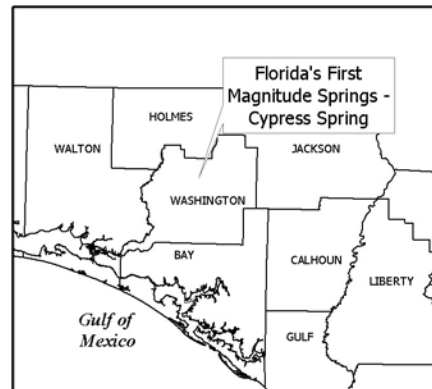 Florida's First
Magnitude Springs -
Cypress Spring
HOLMES
WALTON
JACKSON
WASHINGTON
BAY
CALHOUN
LIBERTY
Gulf of
Mexico
GULF